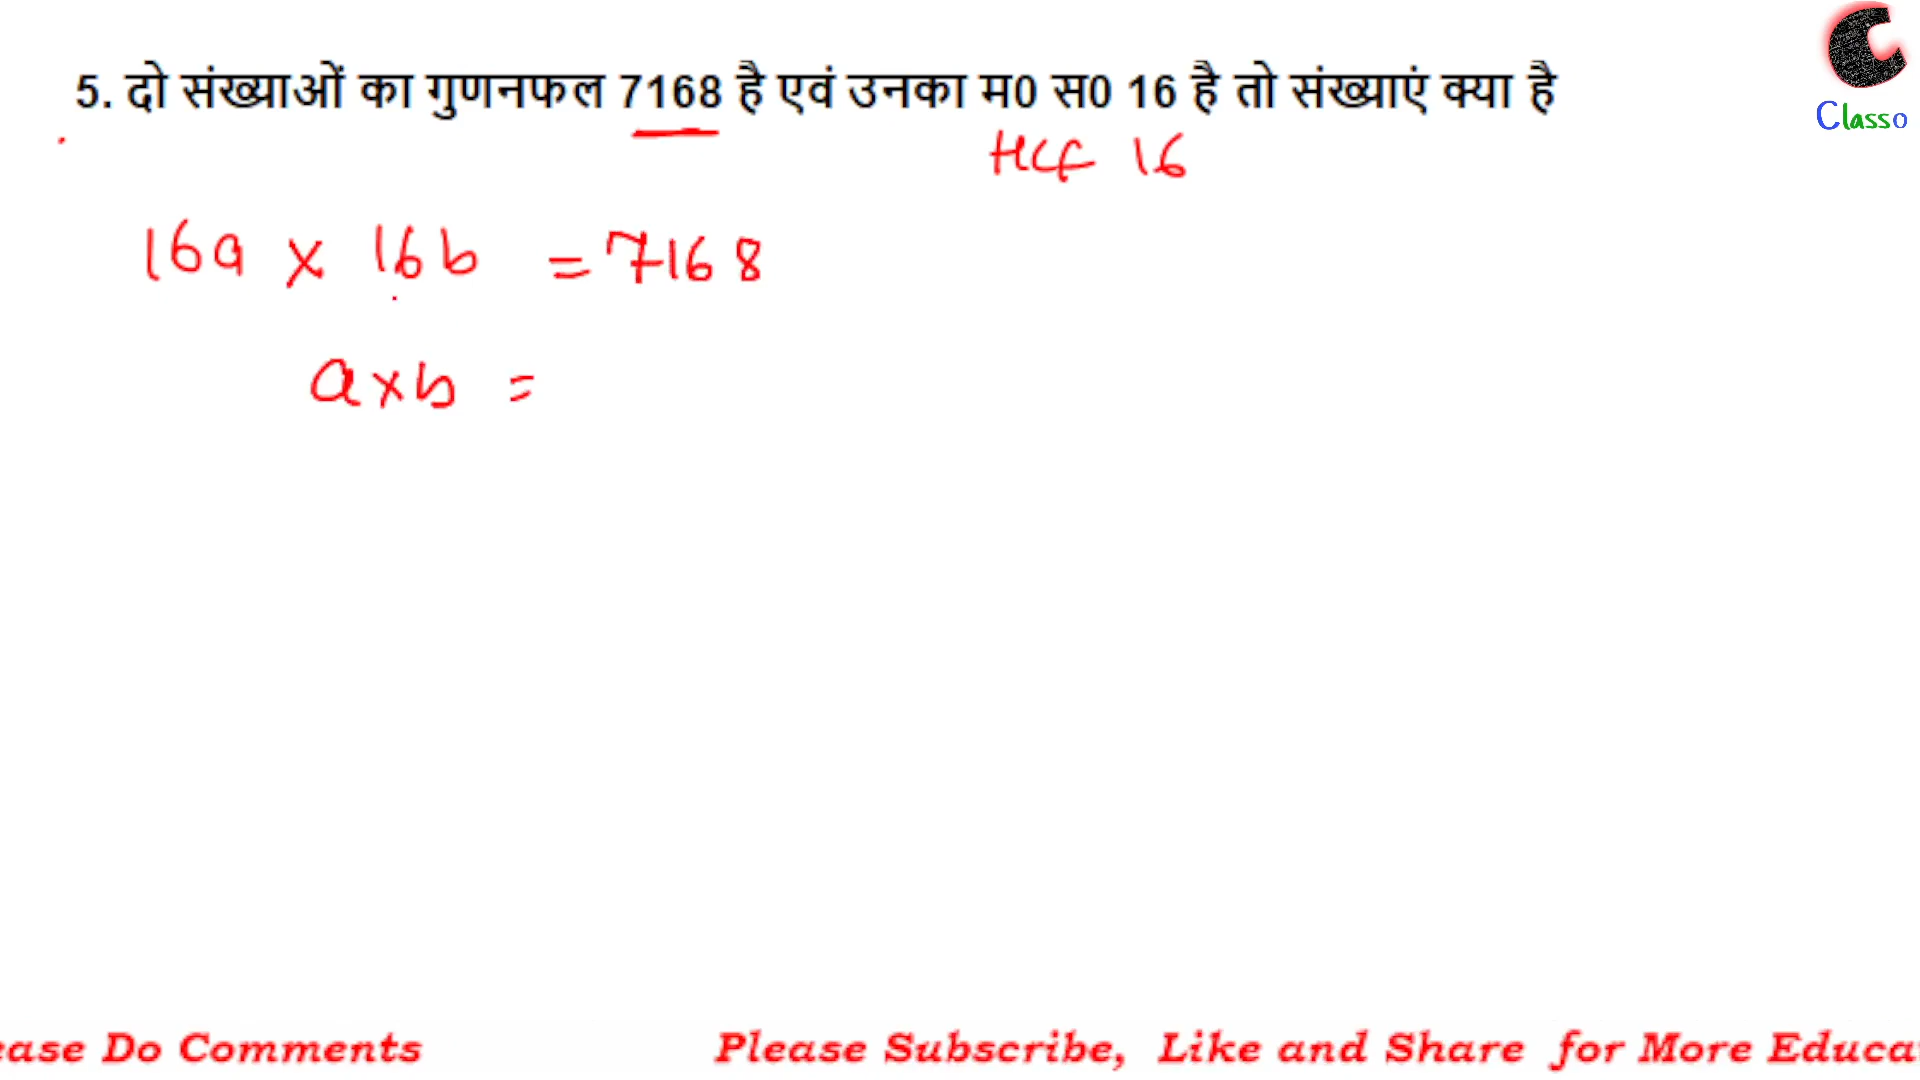 5. दो संख्याओं का गुणनफल 7168 है एवं उनका म0 स0 16 है तो संख्याएं क्या है
Classo
HCF 16
16a × 16b = 7168
a×b =
ease Do Comments Please Subscribe, Like and Share for More Educa